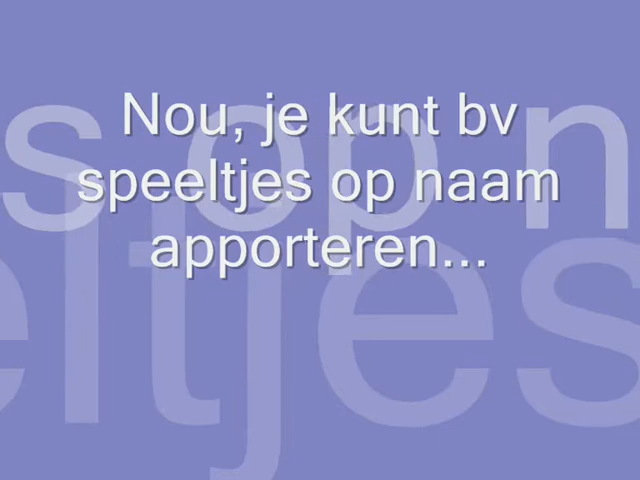 Nou, je kunt bv
speeltjes op naam
apporteren...